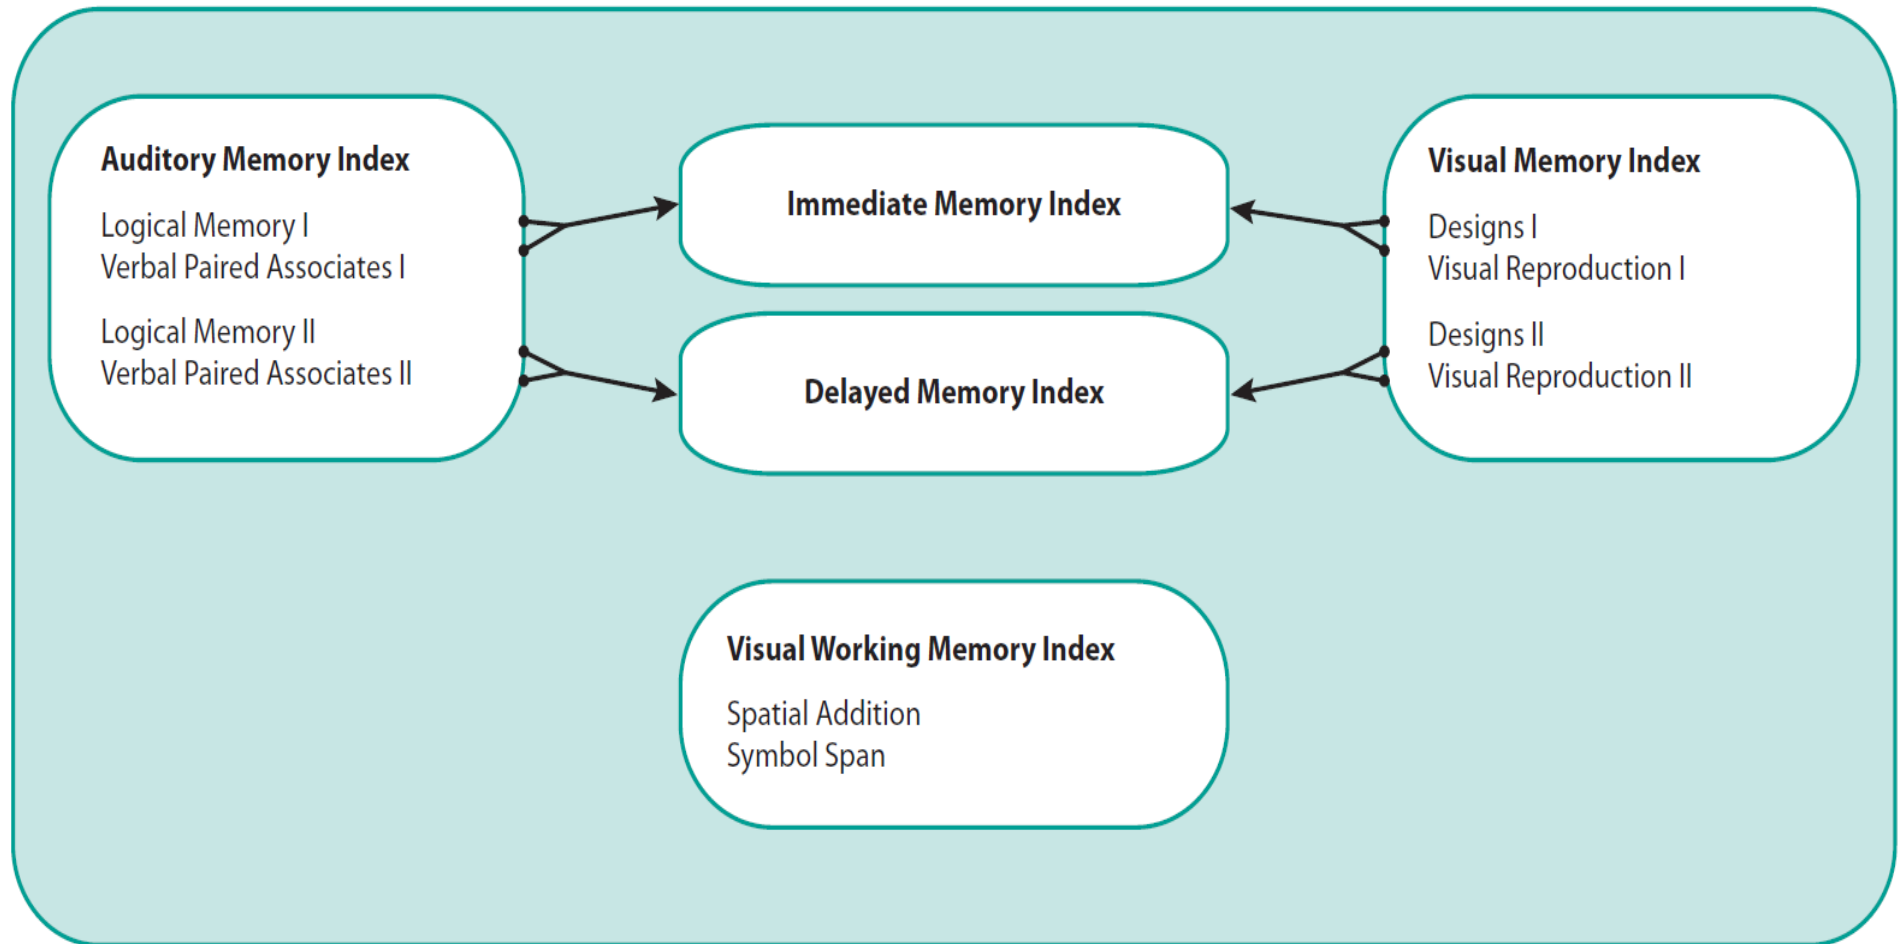 Auditory Memory Index
Logical Memory I
Verbal Paired Associates I
Logical Memory II
Verbal Paired Associates II
Immediate Memory Index
Delayed Memory Index
Visual Memory Index
Designs I
Visual Reproduction I
Designs II
Visual Reproduction II
Visual Working Memory Index
Spatial Addition
Symbol Span